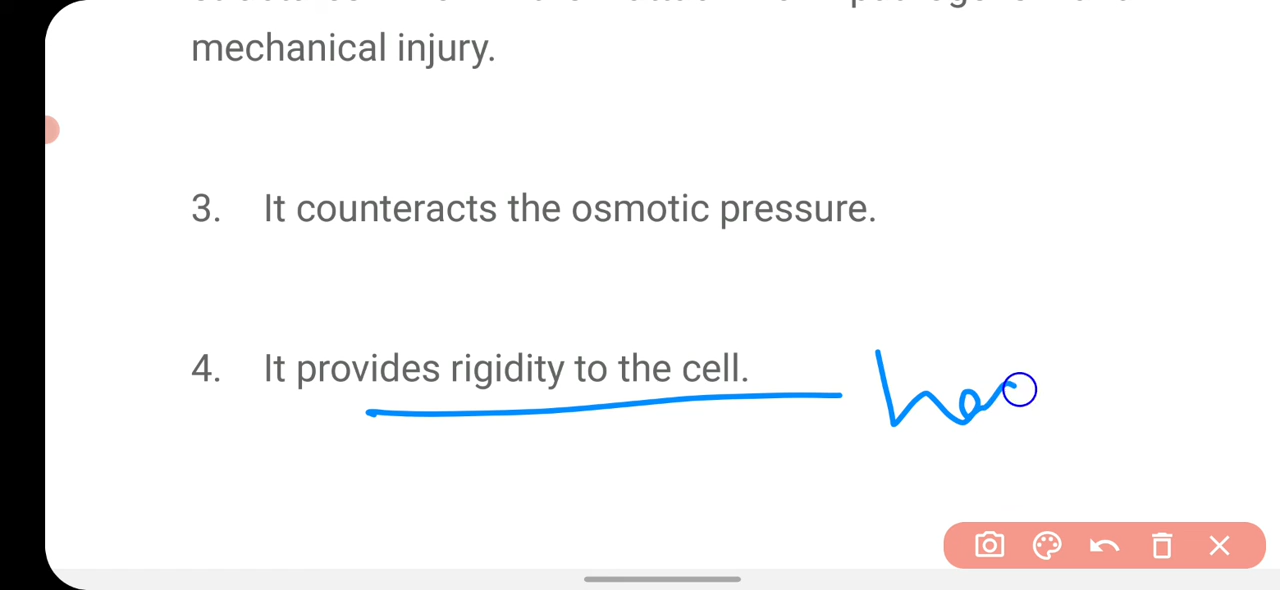 mechanical injury.
3. It counteracts the osmotic pressure.
4. It provides rigidity to the cell.